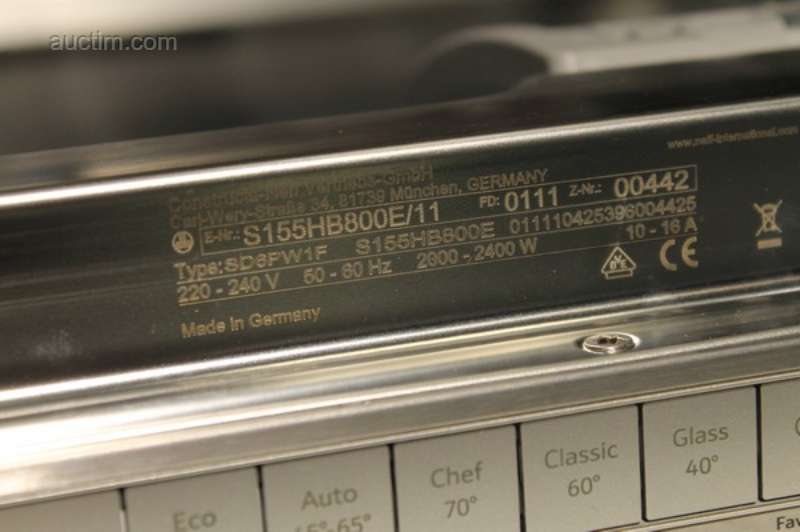 auctim.com
www.neff-international.com
Constructa-Neff Vertriebs-GmbH
Carl-Wery-Straße 34, 81739 München, GERMANY
E-Nr.: S155HB800E/11 FD: 0111 Z-Nr.: 00442
Type: SD6PW1F S155HB800E 011110425396004425
220 - 240 V 50 - 60 Hz 2000 - 2400 W 10 - 16 A
Made in Germany
Eco
Auto
45°-65°
Chef
70°
Classic
60°
Glass
40°